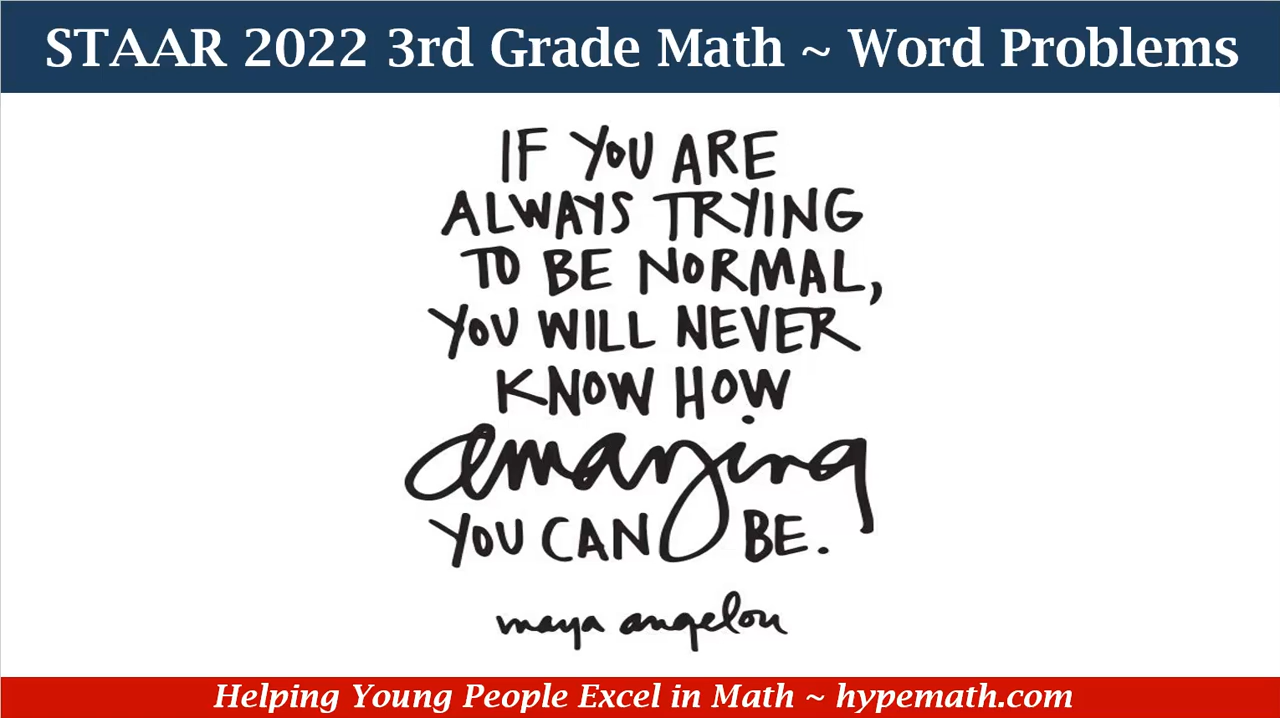 STAAR 2022 3rd Grade Math ~ Word Problems
IF YOU ARE
ALWAYS TRYING
TO BE NORMAL,
YOU WILL NEVER
KNOW HOW
amazing
YOU CAN BE.
maya angelou
Helping Young People Excel in Math ~ hypemath.com